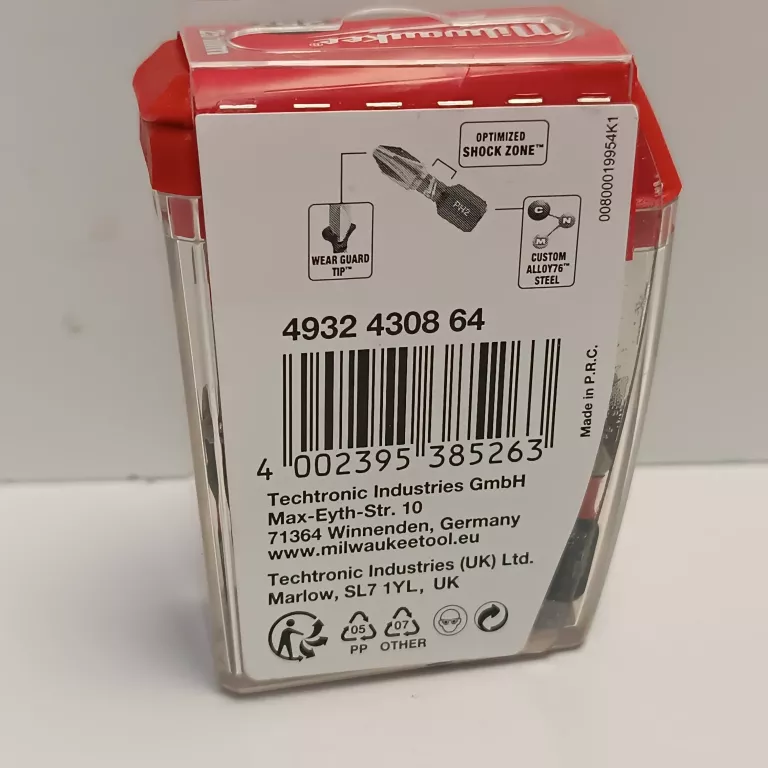 Milwaukee
OPTIMIZED
SHOCK ZONE™
PH2
WEAR GUARD
TIP™
C
N
M
CUSTOM
ALLOY76™
STEEL
00800019954K1
4932 4308 64
Made in P.R.C.
4 002395 385263
Techtronic Industries GmbH
Max-Eyth-Str. 10
71364 Winnenden, Germany
www.milwaukeetool.eu
Techtronic Industries (UK) Ltd.
Marlow, SL7 1YL, UK
05
07
PP
OTHER